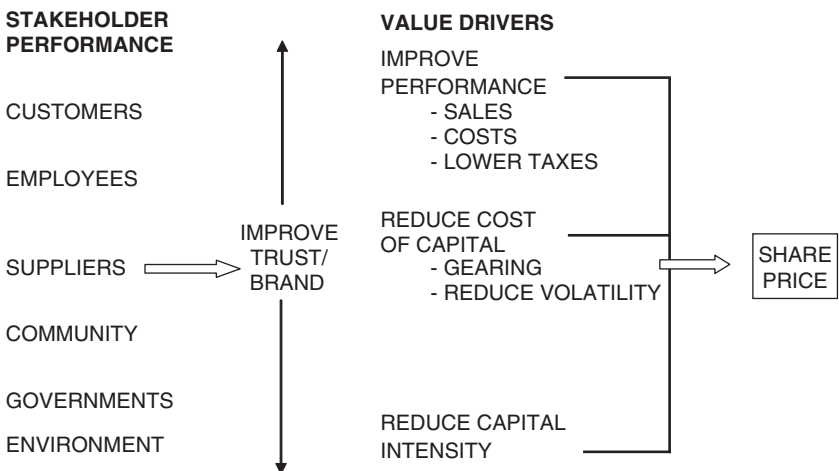 STAKEHOLDER
PERFORMANCE
CUSTOMERS
EMPLOYEES
SUPPLIERS
COMMUNITY
GOVERNMENTS
ENVIRONMENT
IMPROVE
TRUST/
BRAND
VALUE DRIVERS
IMPROVE
PERFORMANCE
- SALES
- COSTS
- LOWER TAXES
REDUCE COST
OF CAPITAL
- GEARING
- REDUCE VOLATILITY
REDUCE CAPITAL
INTENSITY
SHARE
PRICE